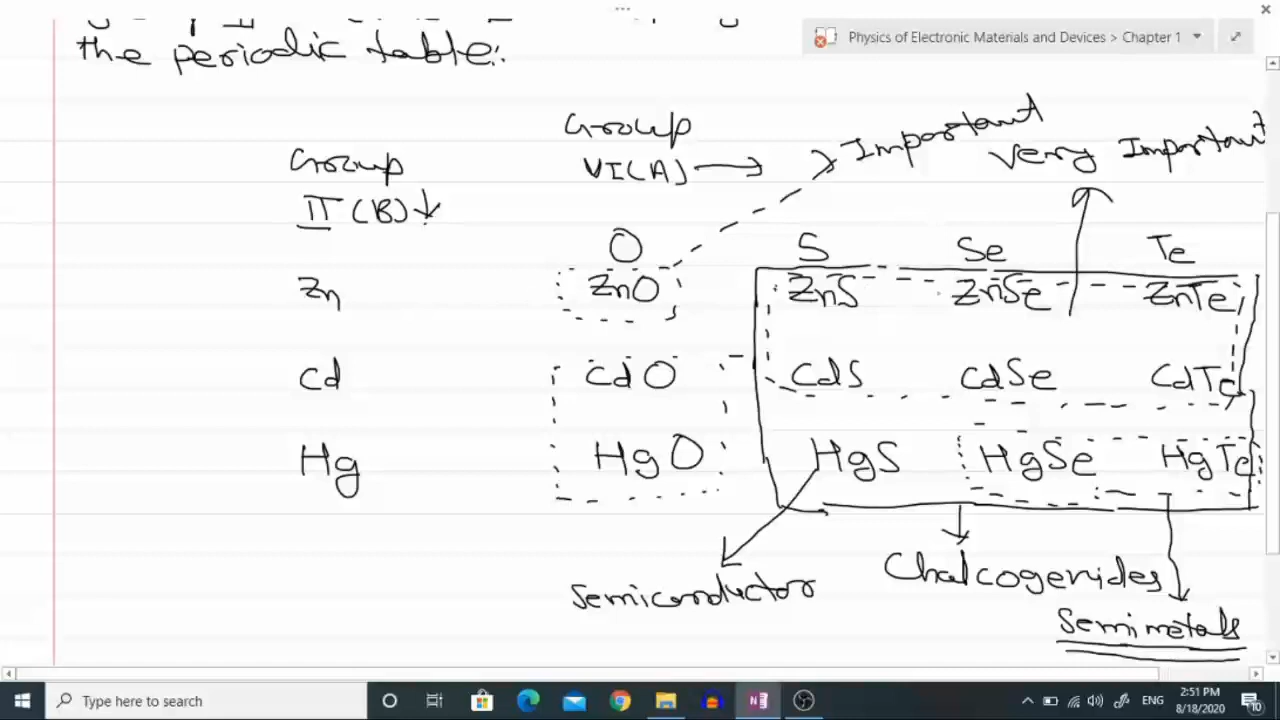 the periodic table:
Physics of Electronic Materials and Devices > Chapter 1
Group
VI(A)
Important
Very Important
Group
II (B)
O S Se Te
Zn ZnO ZnS ZnSe ZnTe
Cd CdO CdS CdSe CdTe
Hg HgO HgS HgSe HgTe
Semiconductor
Chalcogenides
Semimetals
Type here to search
ENG
2:51 PM
8/18/2020
10